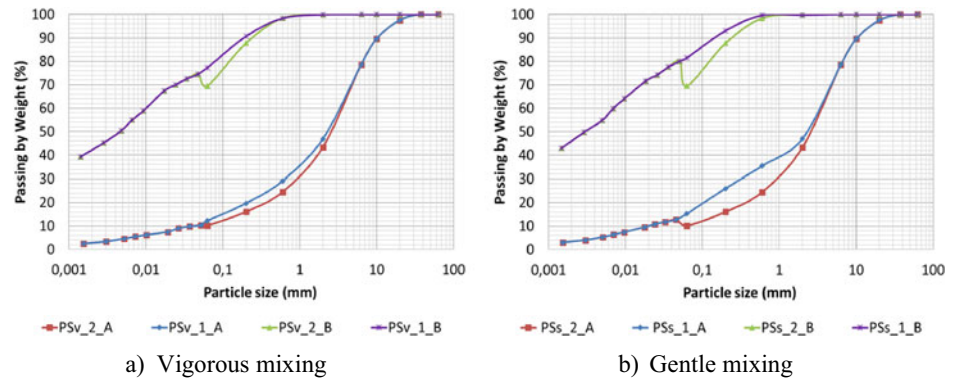 100
90
80
70
60
50
40
30
20
10
0
Passing by Weight (%)
0,001 0,01 0,1 1 10 100
Particle size (mm)
PSv_2_A PSv_1_A PSv_2_B PSv_1_B
a) Vigorous mixing
100
90
80
70
60
50
40
30
20
10
0
Passing by Weight (%)
0,001 0,01 0,1 1 10 100
Particle size (mm)
PSs_2_A PSs_1_A PSs_2_B PSs_1_B
b) Gentle mixing